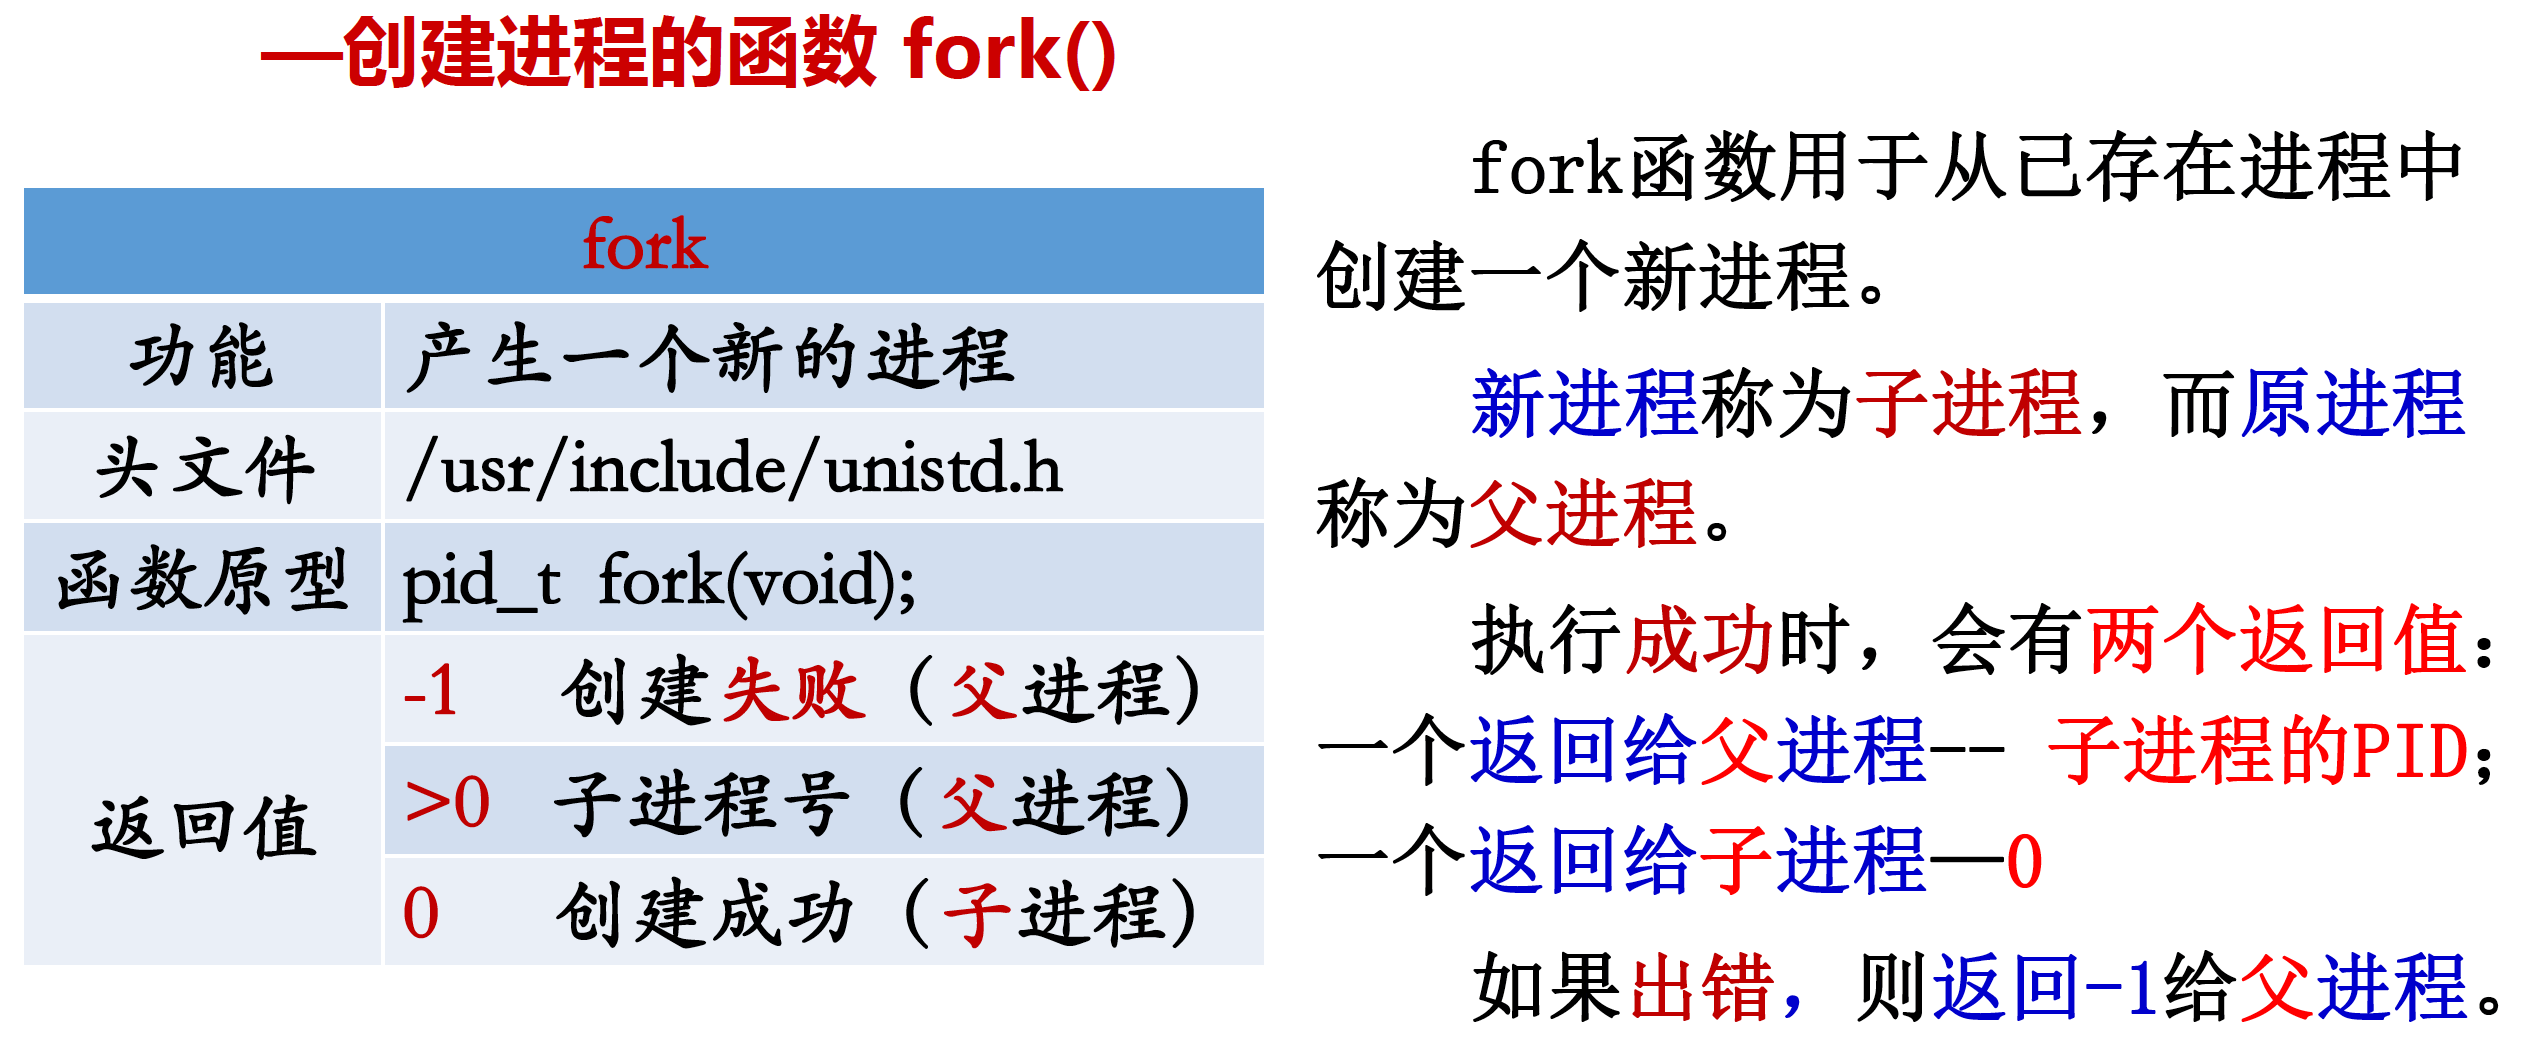 —创建进程的函数 fork()
fork
功能 产生一个新的进程
头文件 /usr/include/unistd.h
函数原型 pid_t fork(void);
返回值
-1 创建失败（父进程）
>0 子进程号（父进程）
0 创建成功（子进程）
fork函数用于从已存在进程中
创建一个新进程。
新进程称为子进程，而原进程
称为父进程。
执行成功时，会有两个返回值：
一个返回给父进程-- 子进程的PID；
一个返回给子进程—0
如果出错，则返回-1给父进程。